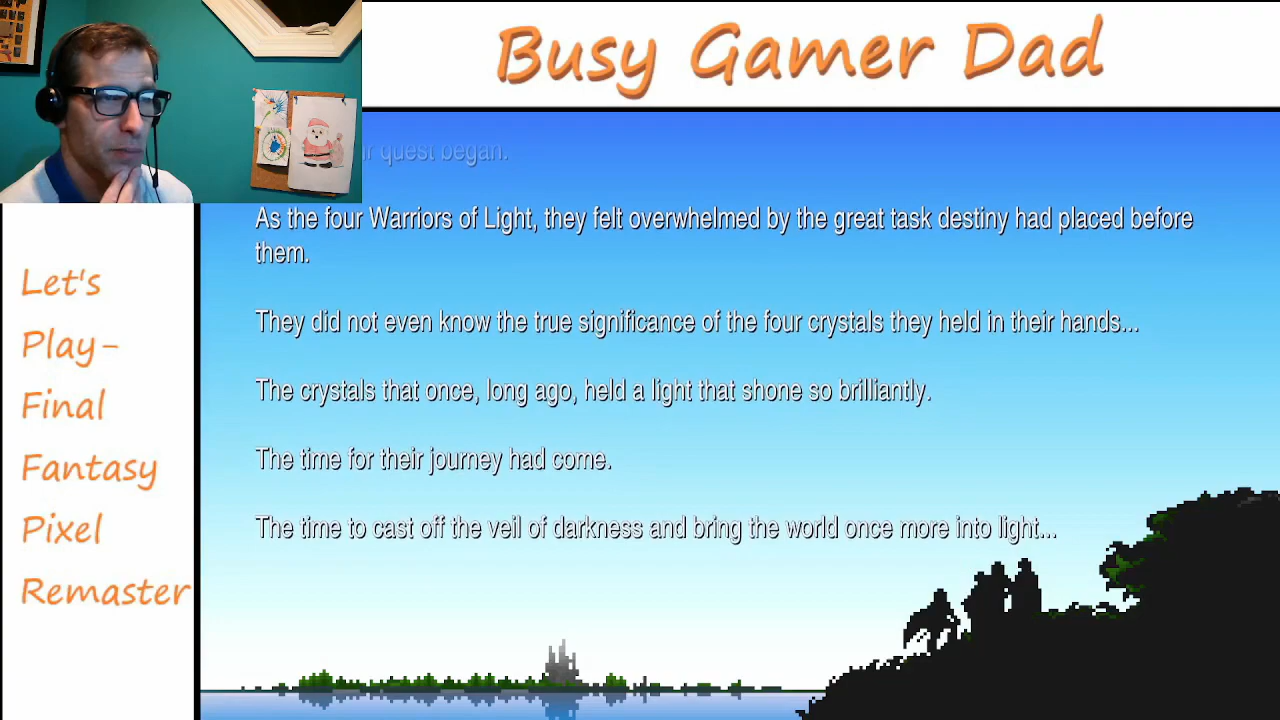 Busy Gamer Dad
quest began.
As the four Warriors of Light, they felt overwhelmed by the great task destiny had placed before
them.
They did not even know the true significance of the four crystals they held in their hands...
The crystals that once, long ago, held a light that shone so brilliantly.
The time for their journey had come.
The time to cast off the veil of darkness and bring the world once more into light...
Let's
Play-
Final
Fantasy
Pixel
Remaster